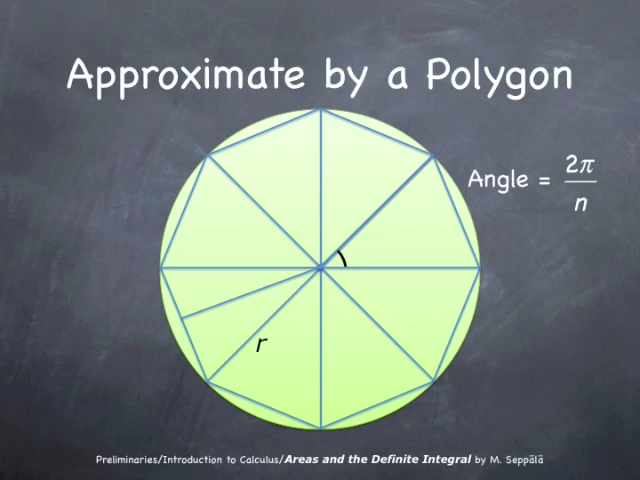 Approximate by a Polygon
Angle = 2π/n
r
Preliminaries/Introduction to Calculus/Areas and the Definite Integral by M. Seppälä